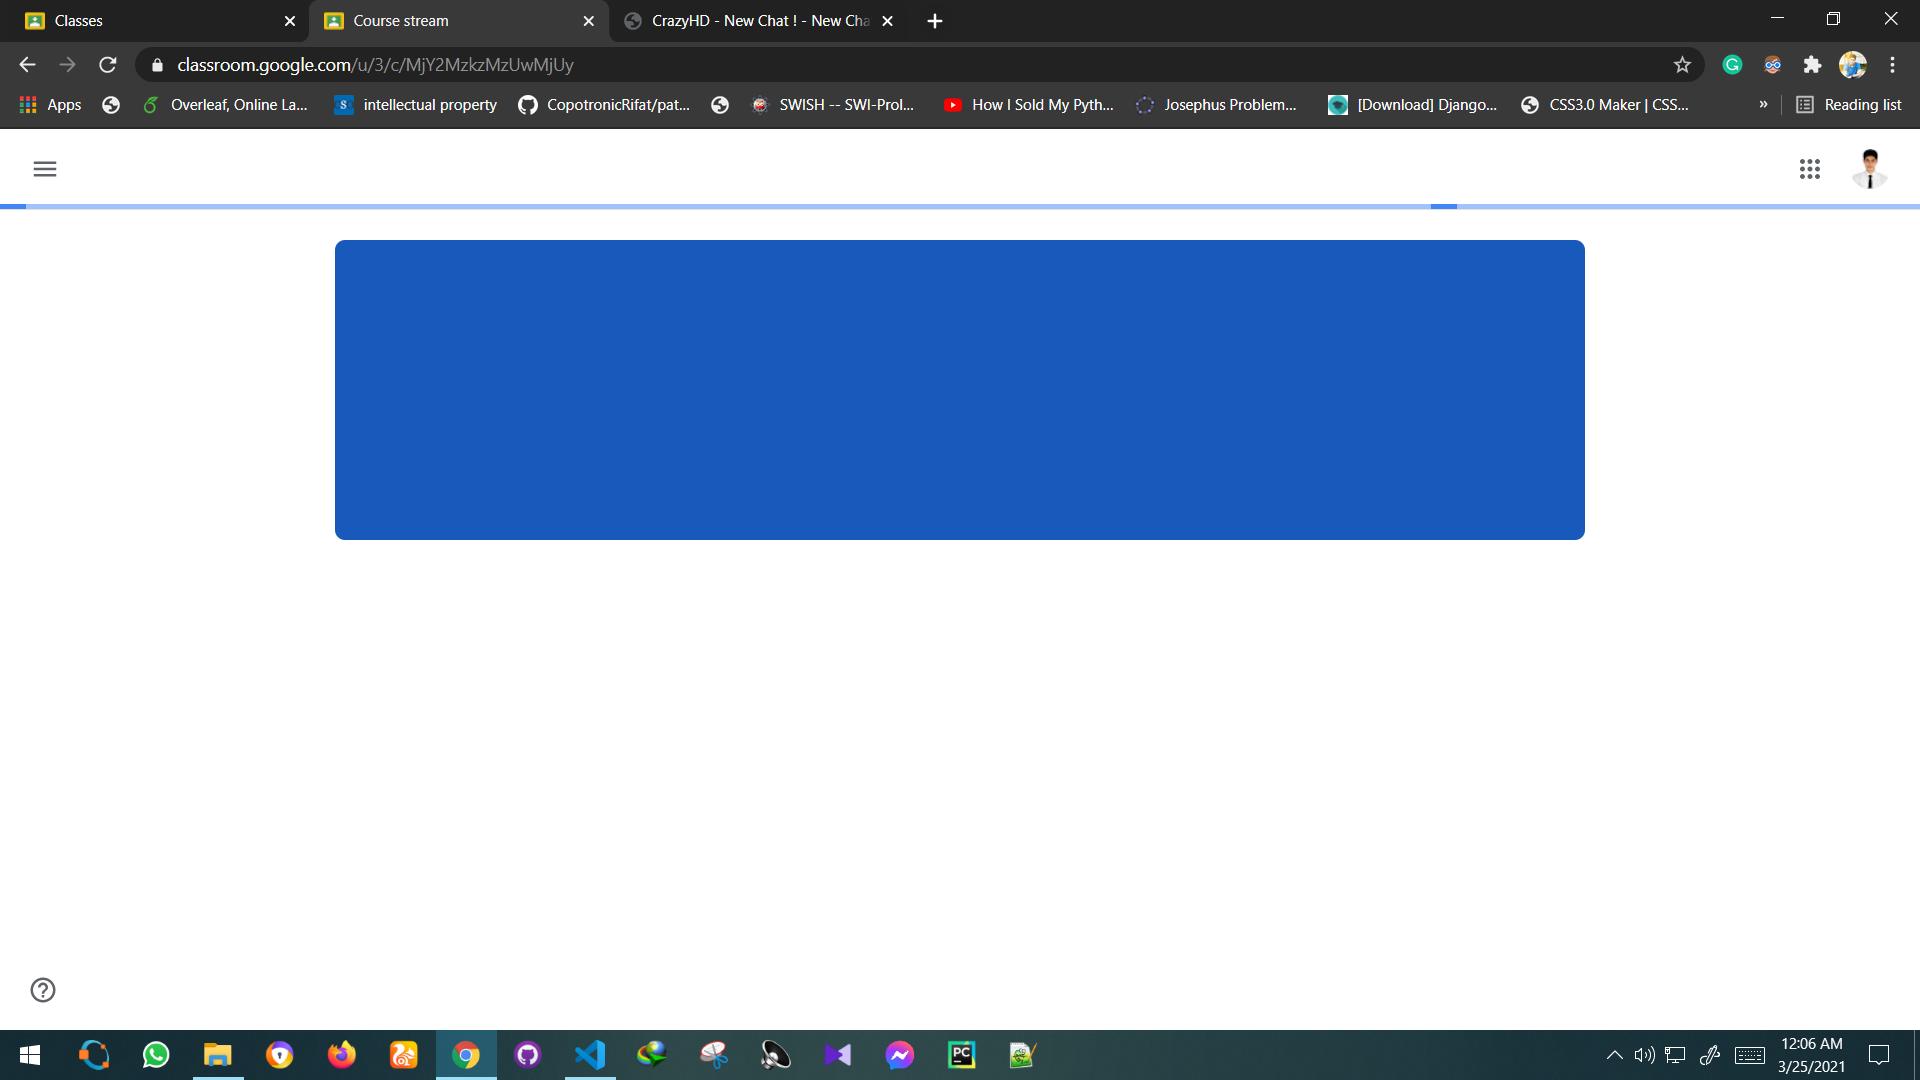 Classes
Course stream
CrazyHD - New Chat ! - New Cha
classroom.google.com/u/3/c/MjY2MzkzMzUwMjUy
Apps
Overleaf, Online La...
intellectual property
CopotronicRifat/pat...
SWISH -- SWI-Prol...
How I Sold My Pyth...
Josephus Problem...
[Download] Django...
CSS3.0 Maker | CSS...
»
Reading list
12:06 AM
3/25/2021